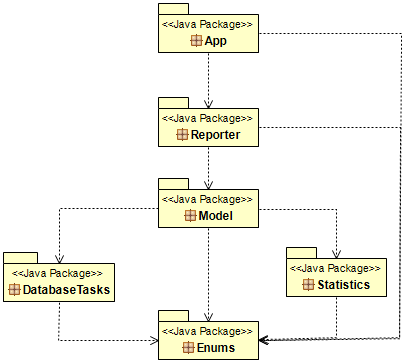 <<Java Package>>
App
<<Java Package>>
Reporter
<<Java Package>>
Model
<<Java Package>>
DatabaseTasks
<<Java Package>>
Statistics
<<Java Package>>
Enums